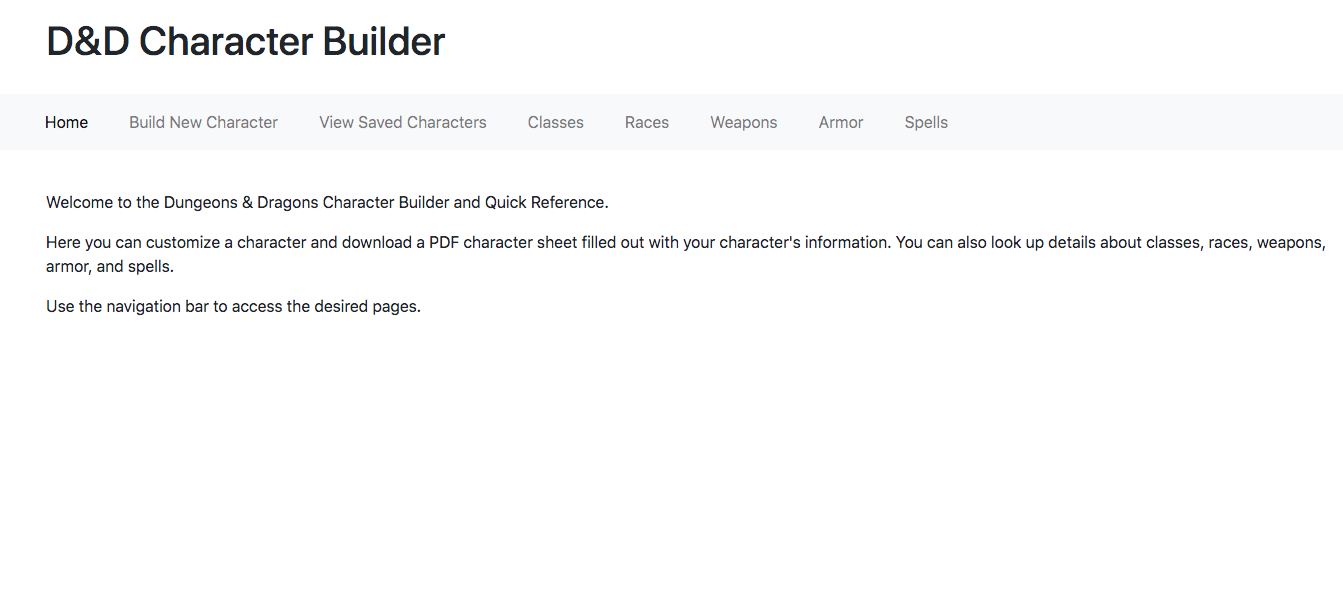 D&D Character Builder
Home Build New Character View Saved Characters Classes Races Weapons Armor Spells
Welcome to the Dungeons & Dragons Character Builder and Quick Reference.
Here you can customize a character and download a PDF character sheet filled out with your character's information. You can also look up details about classes, races, weapons,
armor, and spells.
Use the navigation bar to access the desired pages.